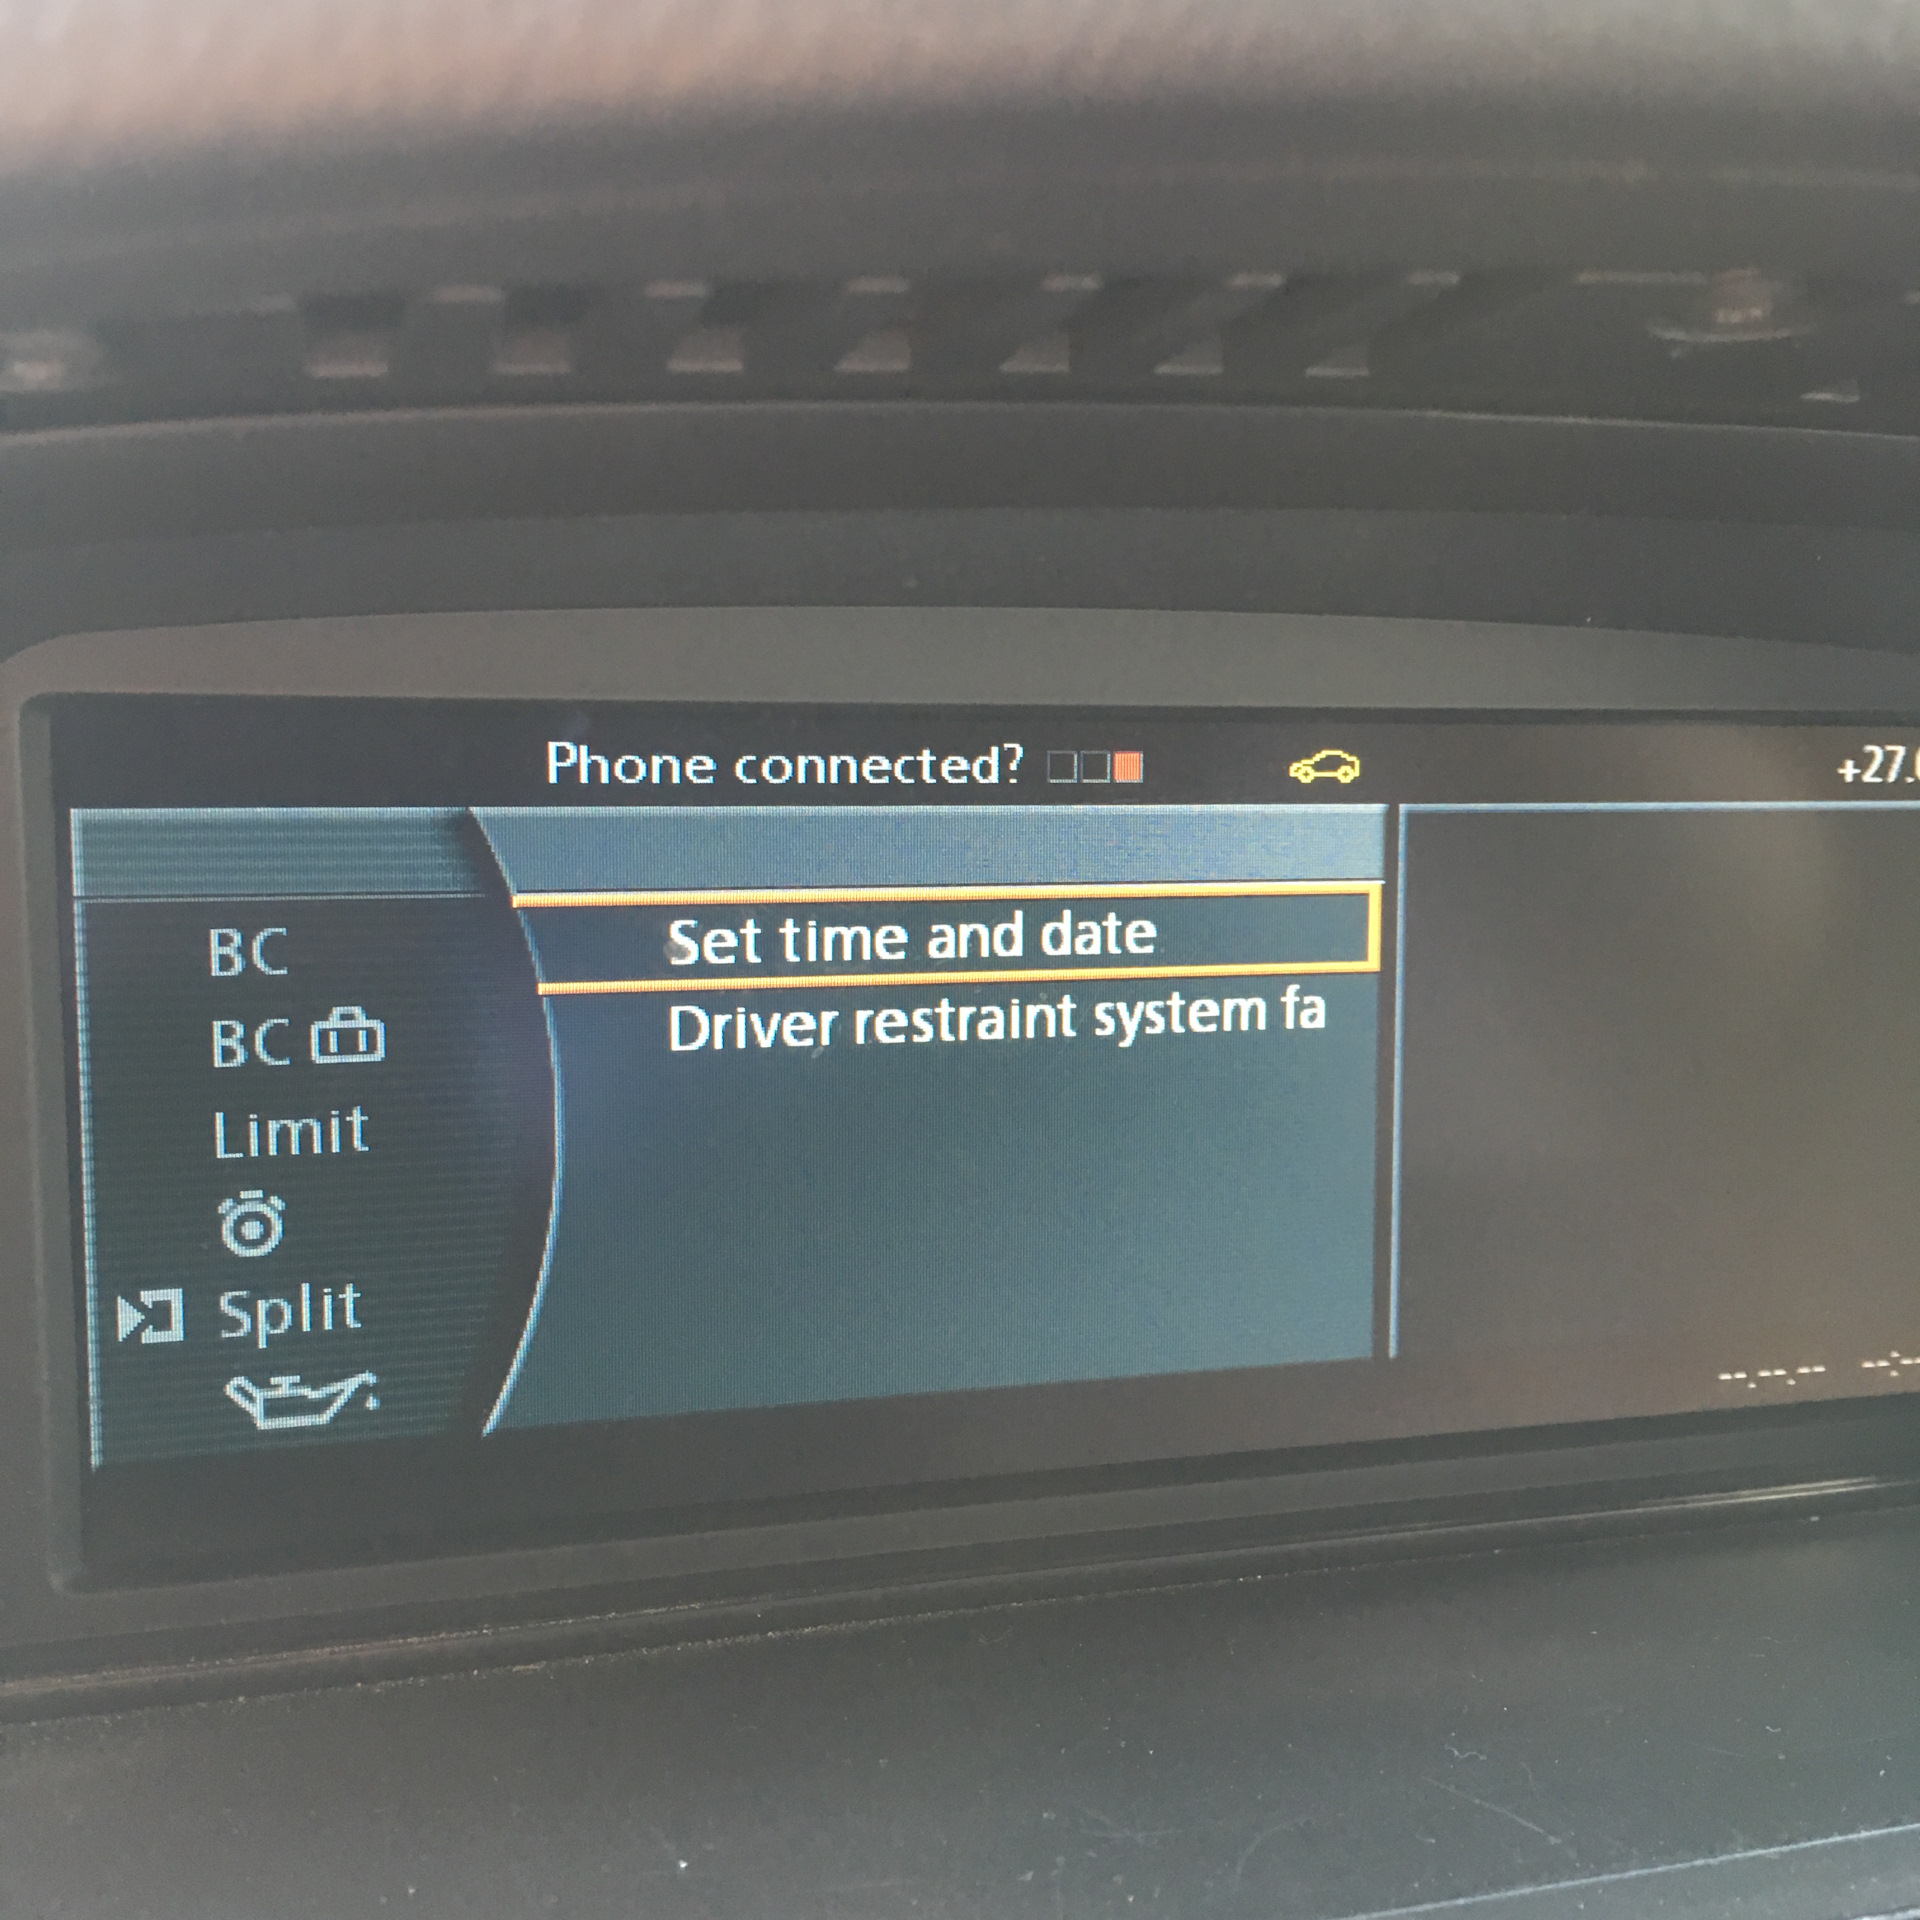 Phone connected?
+27.
Set time and date
Driver restraint system fa
BC
BC
Limit
Split